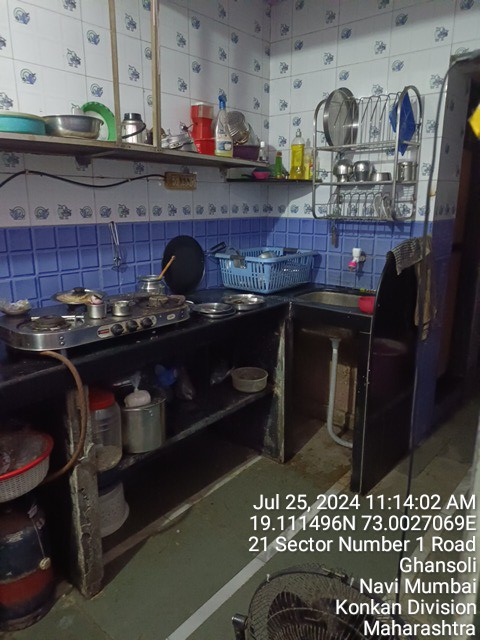 Jul 25, 2024 11:14:02 AM
19.111496N 73.0027069E
21 Sector Number 1 Road
Ghansoli
Navi Mumbai
Konkan Division
Maharashtra